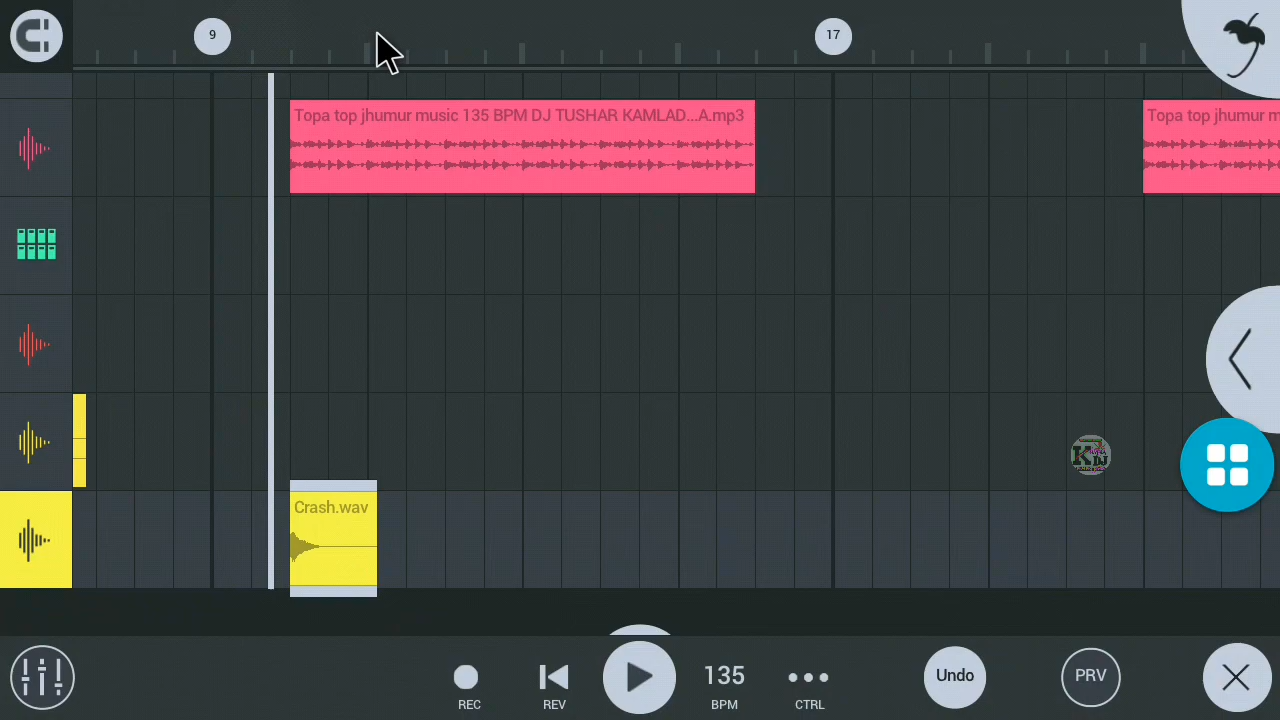 9
17
Topa top jhumur music 135 BPM DJ TUSHAR KAMLAD...A.mp3
Topa top jhumur m
Crash.wav
K
DJ
135
Undo
PRV
REC
REV
BPM
CTRL